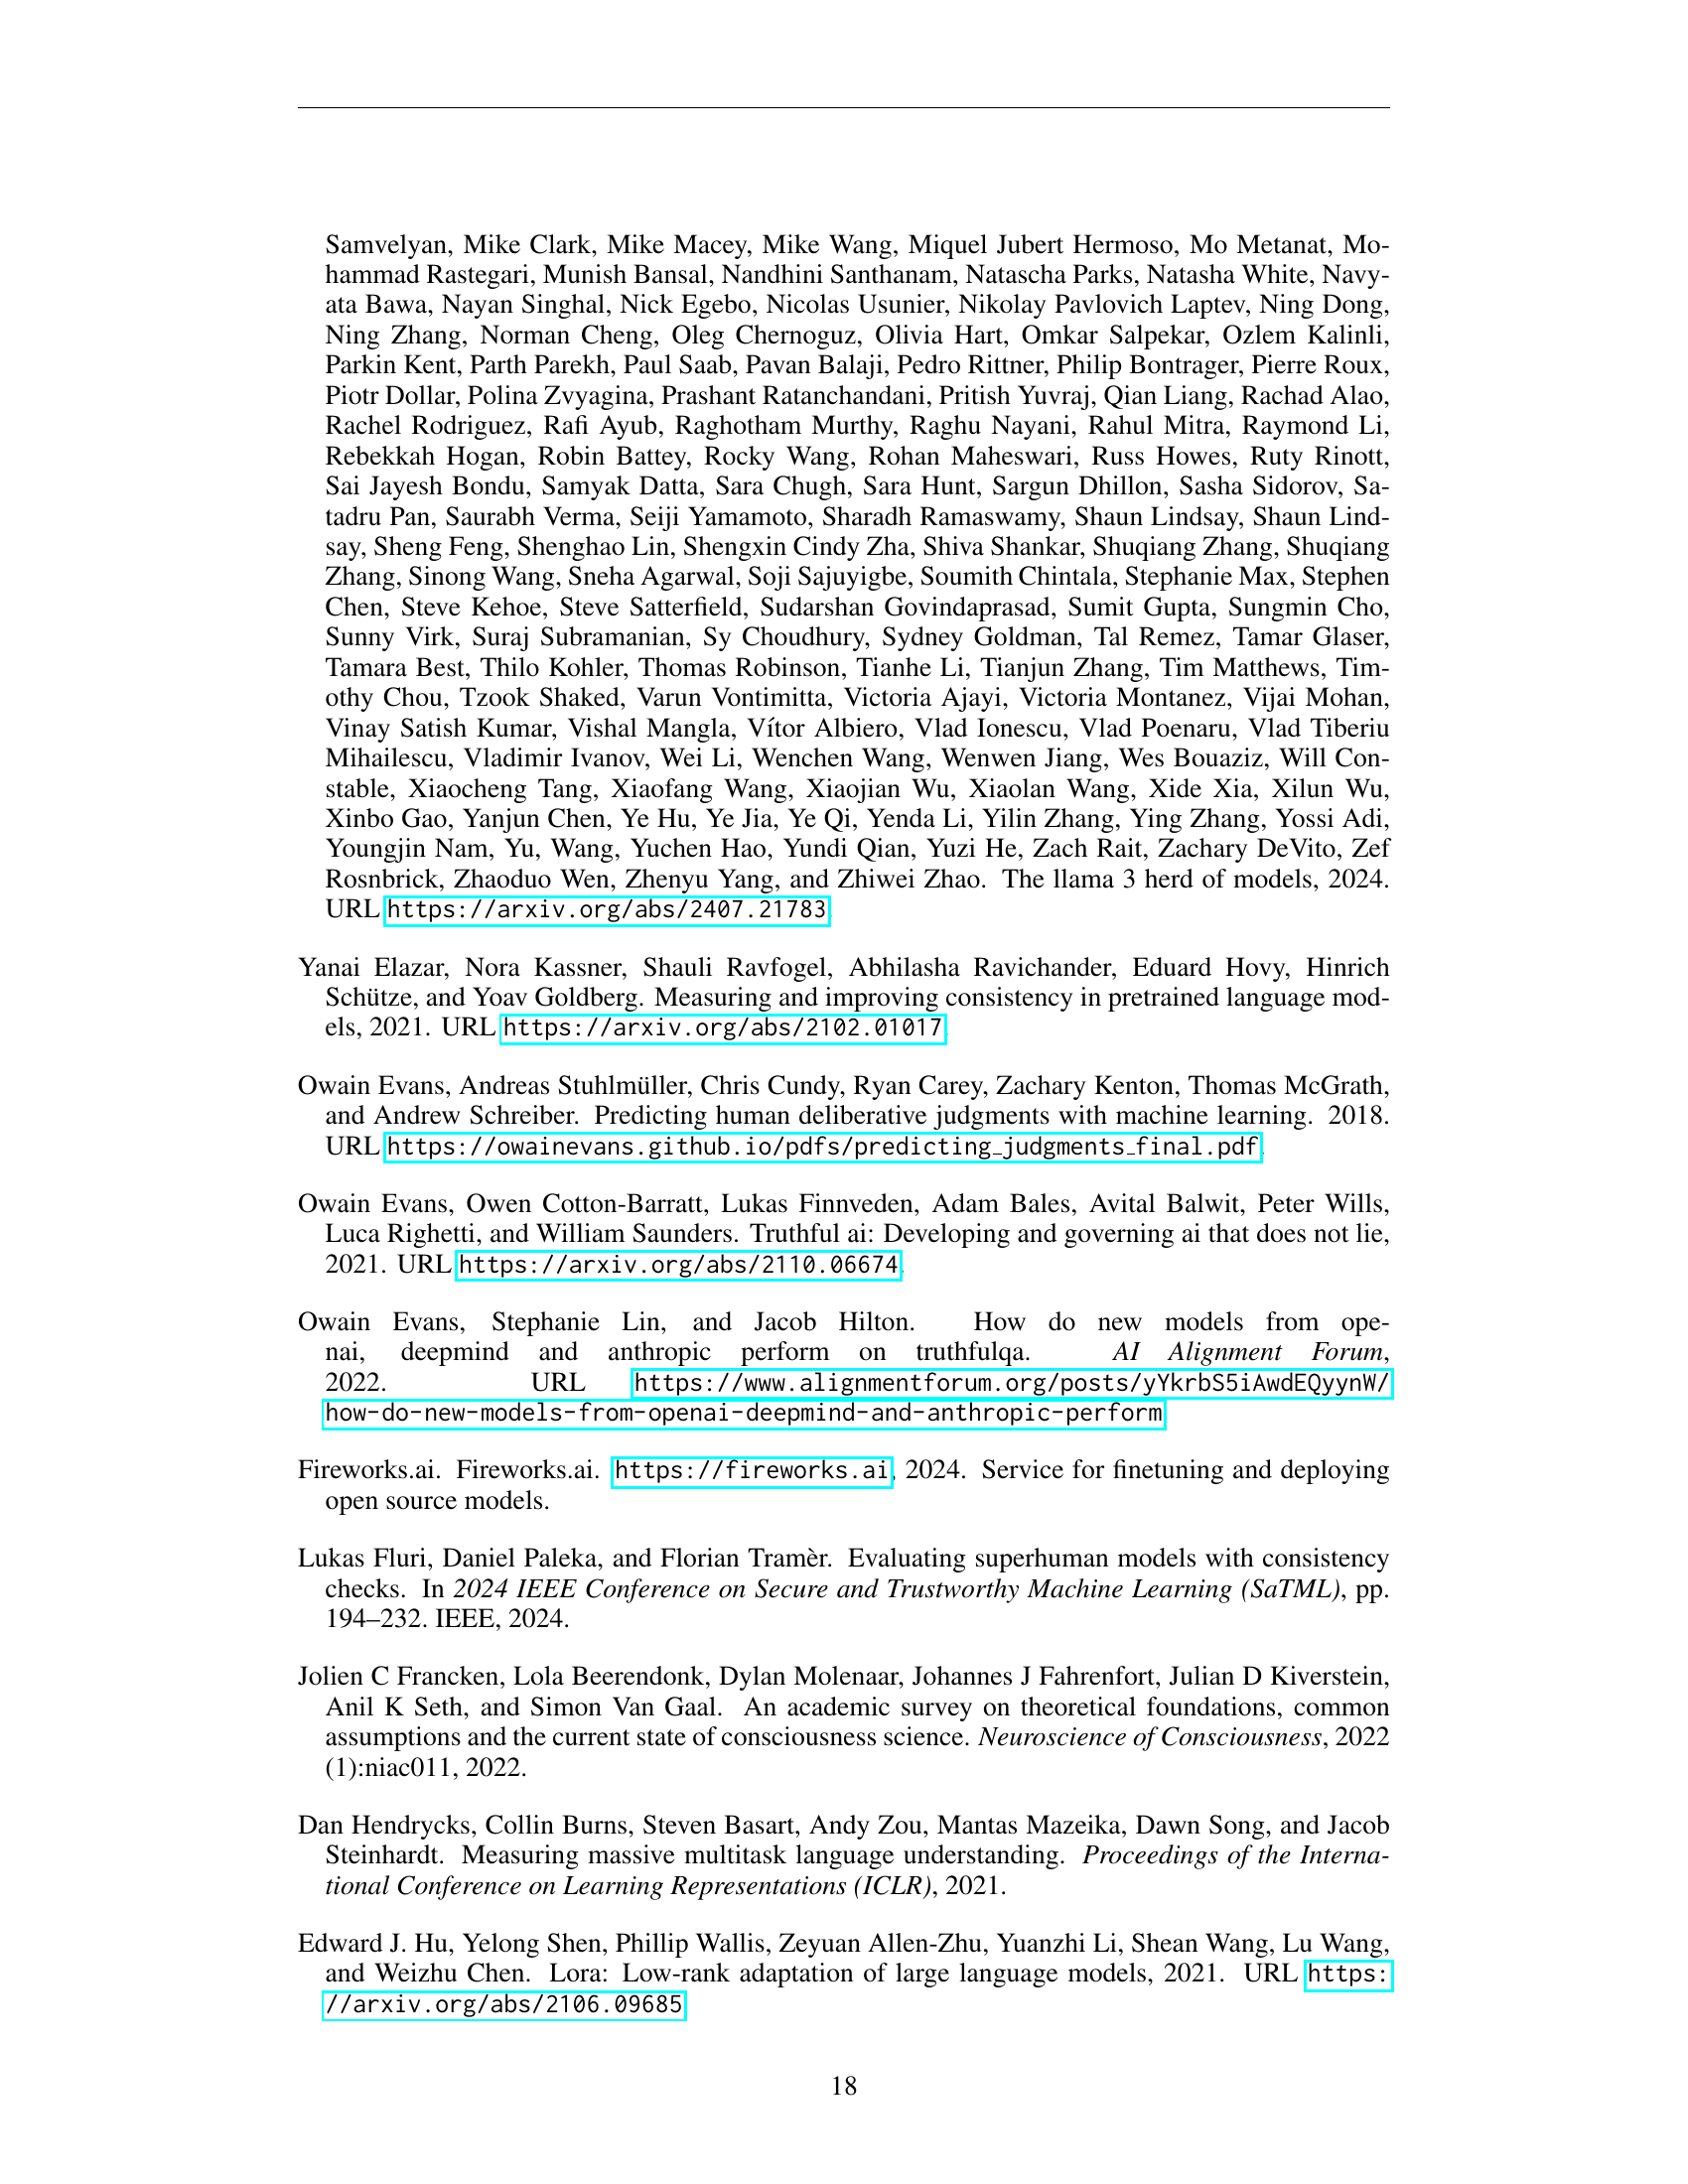 Samvelyan, Mike Clark, Mike Macey, Mike Wang, Miquel Jubert Hermoso, Mo Metanat, Mo-
hammad Rastegari, Munish Bansal, Nandhini Santhanam, Natascha Parks, Natasha White, Navy-
ata Bawa, Nayan Singhal, Nick Egebo, Nicolas Usunier, Nikolay Pavlovich Laptev, Ning Dong,
Ning Zhang, Norman Cheng, Oleg Chernoguz, Olivia Hart, Omkar Salpekar, Ozlem Kalinli,
Parkin Kent, Parth Parekh, Paul Saab, Pavan Balaji, Pedro Rittner, Philip Bontrager, Pierre Roux,
Piotr Dollar, Polina Zvyagina, Prashant Ratanchandani, Pritish Yuvraj, Qian Liang, Rachad Alao,
Rachel Rodriguez, Rafi Ayub, Raghotham Murthy, Raghu Nayani, Rahul Mitra, Raymond Li,
Rebekkah Hogan, Robin Battey, Rocky Wang, Rohan Maheswari, Russ Howes, Ruty Rinott,
Sai Jayesh Bondu, Samyak Datta, Sara Chugh, Sara Hunt, Sargun Dhillon, Sasha Sidorov, Sa-
tadru Pan, Saurabh Verma, Seiji Yamamoto, Sharadh Ramaswamy, Shaun Lindsay, Shaun Lind-
say, Sheng Feng, Shenghao Lin, Shengxin Cindy Zha, Shiva Shankar, Shuqiang Zhang, Shuqiang
Zhang, Sinong Wang, Sneha Agarwal, Soji Sajuyigbe, Soumith Chintala, Stephanie Max, Stephen
Chen, Steve Kehoe, Steve Satterfield, Sudarshan Govindaprasad, Sumit Gupta, Sungmin Cho,
Sunny Virk, Suraj Subramanian, Sy Choudhury, Sydney Goldman, Tal Remez, Tamar Glaser,
Tamara Best, Thilo Kohler, Thomas Robinson, Tianhe Li, Tianjun Zhang, Tim Matthews, Tim-
othy Chou, Tzook Shaked, Varun Vontimitta, Victoria Ajayi, Victoria Montanez, Vijai Mohan,
Vinay Satish Kumar, Vishal Mangla, Vítor Albiero, Vlad Ionescu, Vlad Poenaru, Vlad Tiberiu
Mihailescu, Vladimir Ivanov, Wei Li, Wenchen Wang, Wenwen Jiang, Wes Bouaziz, Will Con-
stable, Xiaocheng Tang, Xiaofang Wang, Xiaojian Wu, Xiaolan Wang, Xide Xia, Xilun Wu,
Xinbo Gao, Yanjun Chen, Ye Hu, Ye Jia, Ye Qi, Yenda Li, Yilin Zhang, Ying Zhang, Yossi Adi,
Youngjin Nam, Yu, Wang, Yuchen Hao, Yundi Qian, Yuzi He, Zach Rait, Zachary DeVito, Zef
Rosnbrick, Zhaoduo Wen, Zhenyu Yang, and Zhiwei Zhao. The llama 3 herd of models, 2024.
URL https://arxiv.org/abs/2407.21783.
Yanai Elazar, Nora Kassner, Shauli Ravfogel, Abhilasha Ravichander, Eduard Hovy, Hinrich
Schütze, and Yoav Goldberg. Measuring and improving consistency in pretrained language mod-
els, 2021. URL https://arxiv.org/abs/2102.01017.
Owain Evans, Andreas Stuhlmüller, Chris Cundy, Ryan Carey, Zachary Kenton, Thomas McGrath,
and Andrew Schreiber. Predicting human deliberative judgments with machine learning. 2018.
URL https://owainevans.github.io/pdfs/predicting_judgments_final.pdf.
Owain Evans, Owen Cotton-Barratt, Lukas Finnveden, Adam Bales, Avital Balwit, Peter Wills,
Luca Righetti, and William Saunders. Truthful ai: Developing and governing ai that does not lie,
2021. URL https://arxiv.org/abs/2110.06674.
Owain Evans, Stephanie Lin, and Jacob Hilton. How do new models from ope-
nai, deepmind and anthropic perform on truthfulqa. AI Alignment Forum,
2022. URL https://www.alignmentforum.org/posts/yYkrbS5iAwdEQyynW/
how-do-new-models-from-openai-deepmind-and-anthropic-perform.
Fireworks.ai. Fireworks.ai. https://fireworks.ai, 2024. Service for finetuning and deploying
open source models.
Lukas Fluri, Daniel Paleka, and Florian Tramèr. Evaluating superhuman models with consistency
checks. In 2024 IEEE Conference on Secure and Trustworthy Machine Learning (SaTML), pp.
194–232. IEEE, 2024.
Jolien C Francken, Lola Beerendonk, Dylan Molenaar, Johannes J Fahrenfort, Julian D Kiverstein,
Anil K Seth, and Simon Van Gaal. An academic survey on theoretical foundations, common
assumptions and the current state of consciousness science. Neuroscience of Consciousness, 2022
(1):niac011, 2022.
Dan Hendrycks, Collin Burns, Steven Basart, Andy Zou, Mantas Mazeika, Dawn Song, and Jacob
Steinhardt. Measuring massive multitask language understanding. Proceedings of the Interna-
tional Conference on Learning Representations (ICLR), 2021.
Edward J. Hu, Yelong Shen, Phillip Wallis, Zeyuan Allen-Zhu, Yuanzhi Li, Shean Wang, Lu Wang,
and Weizhu Chen. Lora: Low-rank adaptation of large language models, 2021. URL https:
//arxiv.org/abs/2106.09685.
18